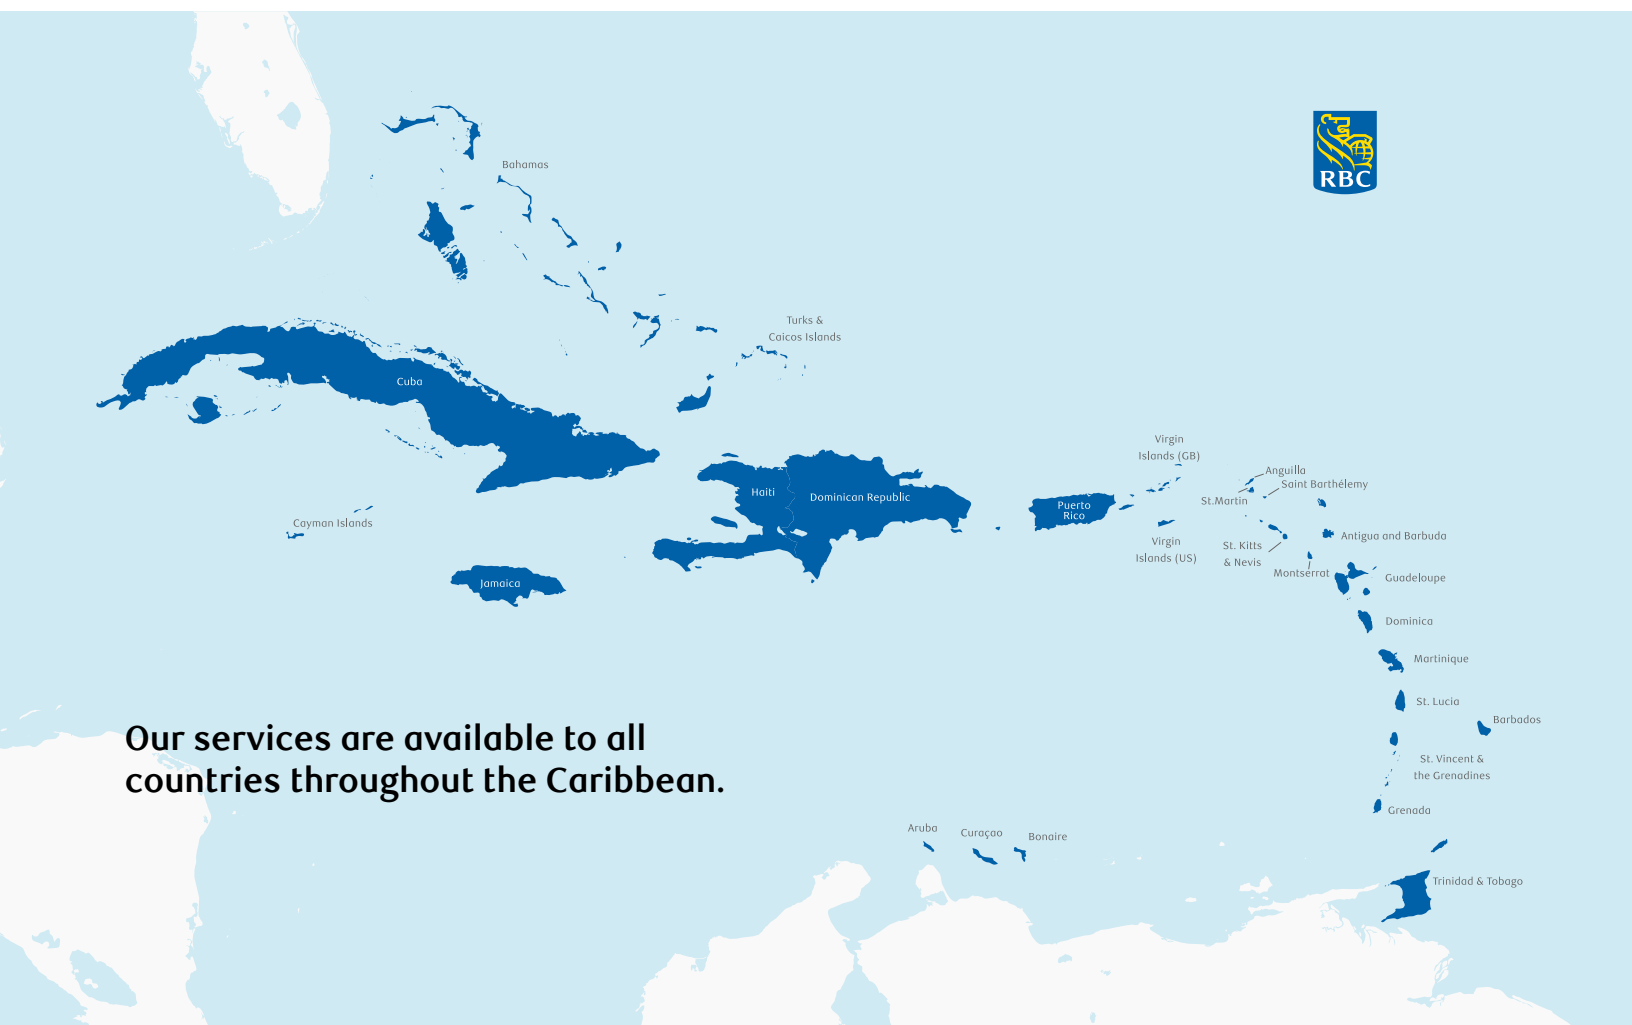 RBC
Bahamas
Turks &
Caicos Islands
Cuba
Virgin
Islands (GB)
Anguilla
Saint Barthélemy
St.Martin
Haiti
Dominican Republic
Puerto
Rico
Cayman Islands
Antigua and Barbuda
Virgin
Islands (US)
St. Kitts
& Nevis
Montserrat
Guadeloupe
Jamaica
Dominica
Martinique
St. Lucia
Barbados
Our services are available to all
countries throughout the Caribbean.
St. Vincent &
the Grenadines
Grenada
Aruba
Curaçao
Bonaire
Trinidad & Tobago